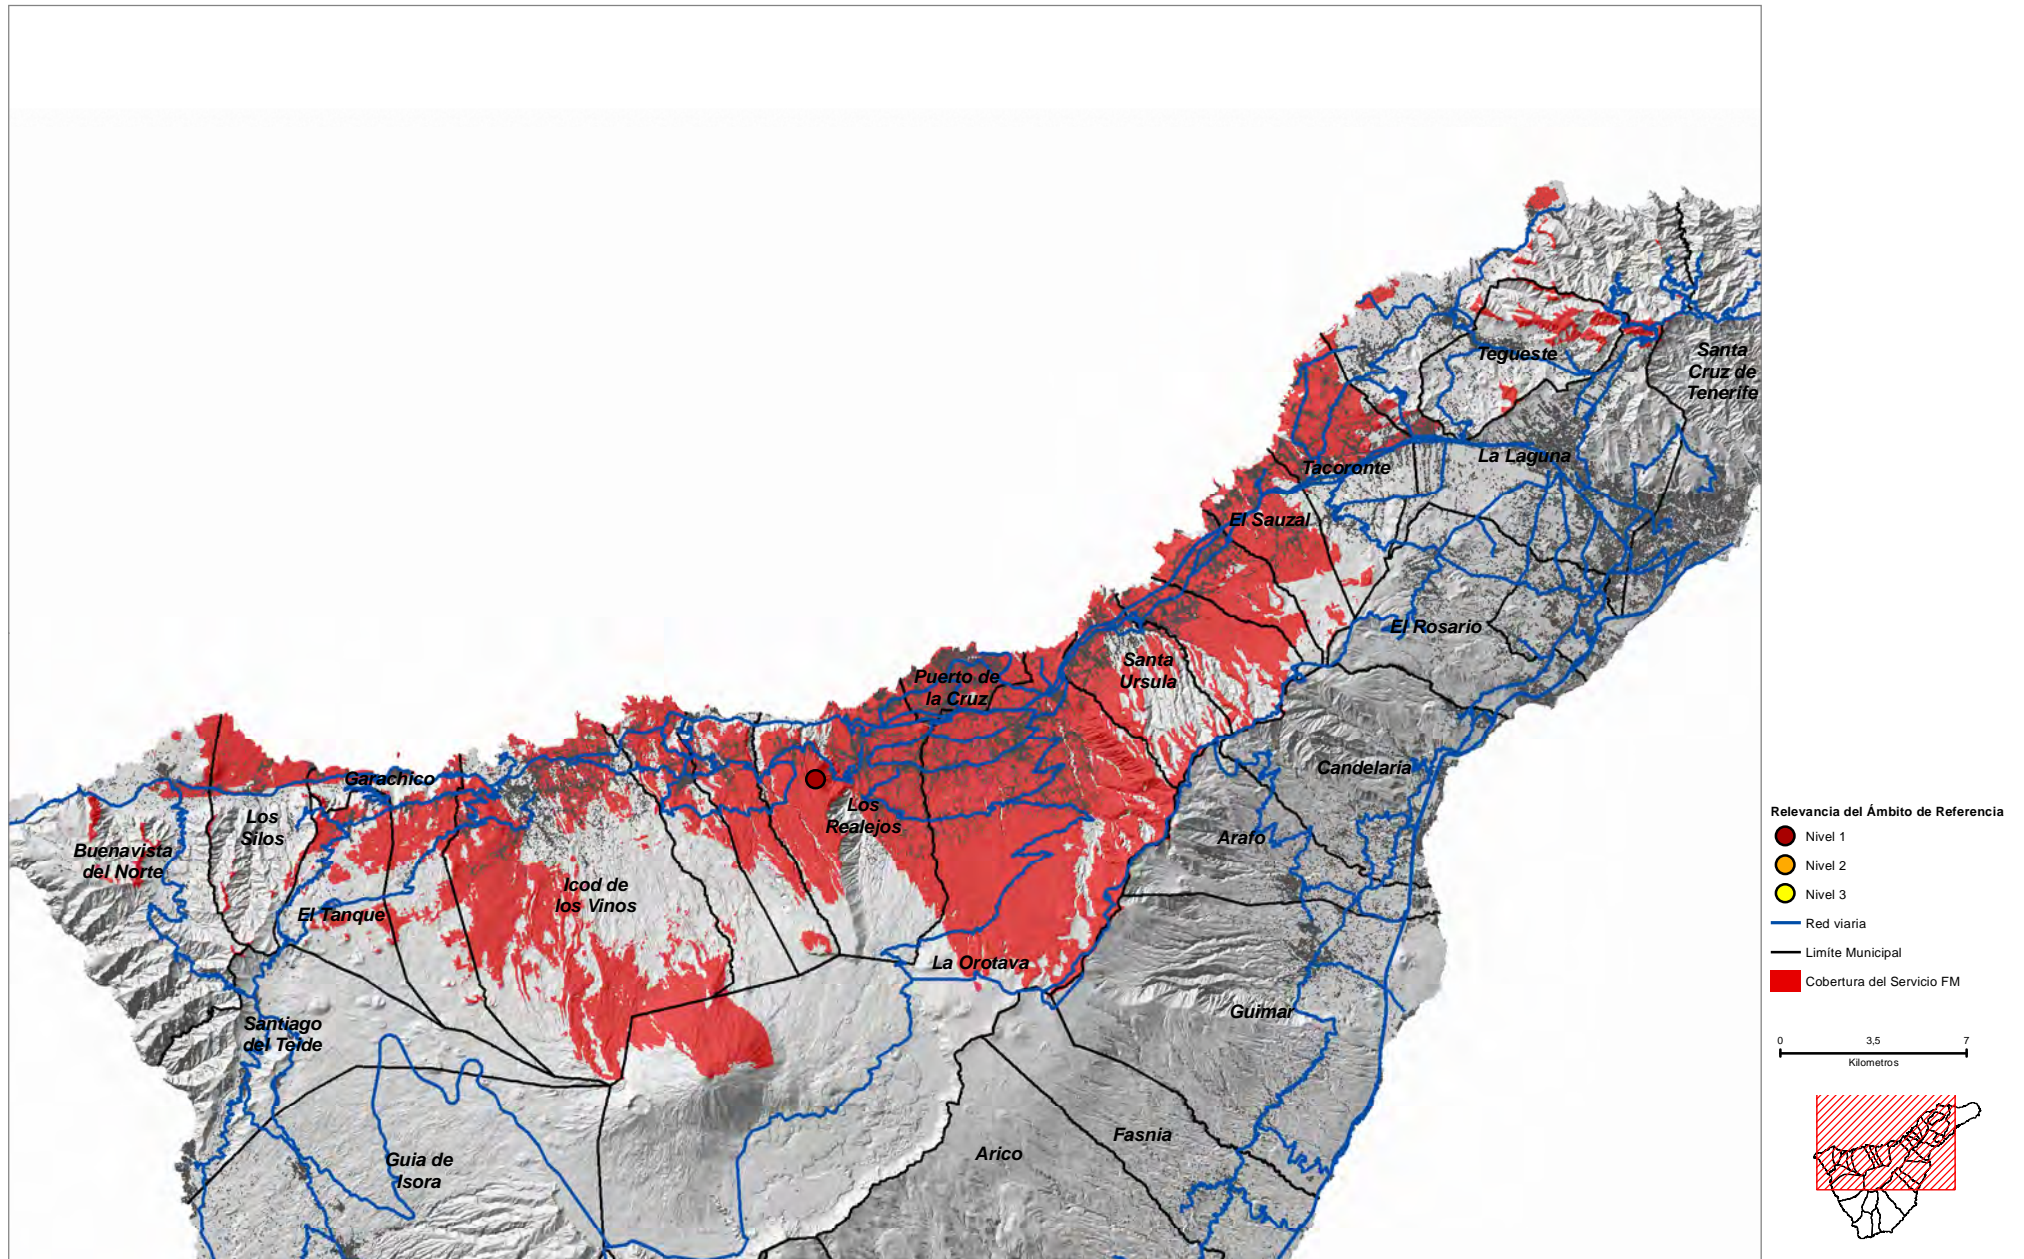 Tegueste
Santa
Cruz de
Tenerife
La Laguna
Tacoronte
El Sauzal
El Rosario
Santa
Ursula
Puerto de
la Cruz
Candelaria
Garachico
Los
Silos
Los
Realejos
Arafo
Buenavista
del Norte
Icod de
los Vinos
El Tanque
La Orotava
Guimar
Santiago
del Teide
Fasnia
Arico
Guia de
Isora
Relevancia del Ámbito de Referencia
Nivel 1
Nivel 2
Nivel 3
Red viaria
Limíte Municipal
Cobertura del Servicio FM
0 3,5 7
Kilometros